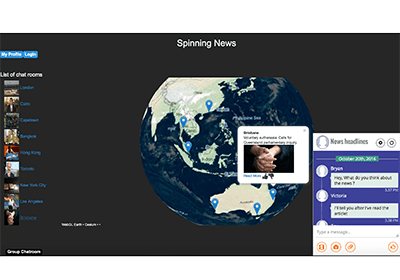 Spinning News
My Profile Login
List of chat rooms
London
Cairo
Capetown
Bangkok
Hong Kong
Toronto
New York City
Los Angeles
Brisbane
Philippine Sea
Brisbane
Voluntary euthanasia: Calls for
Queensland parliamentary inquiry
Read More
News headlines
October 20th, 2016
Bryan
Hey, What do you think about
the news ?
Victoria
I'll tell you after I've read the
article!
Type a message...
Group Chatroom